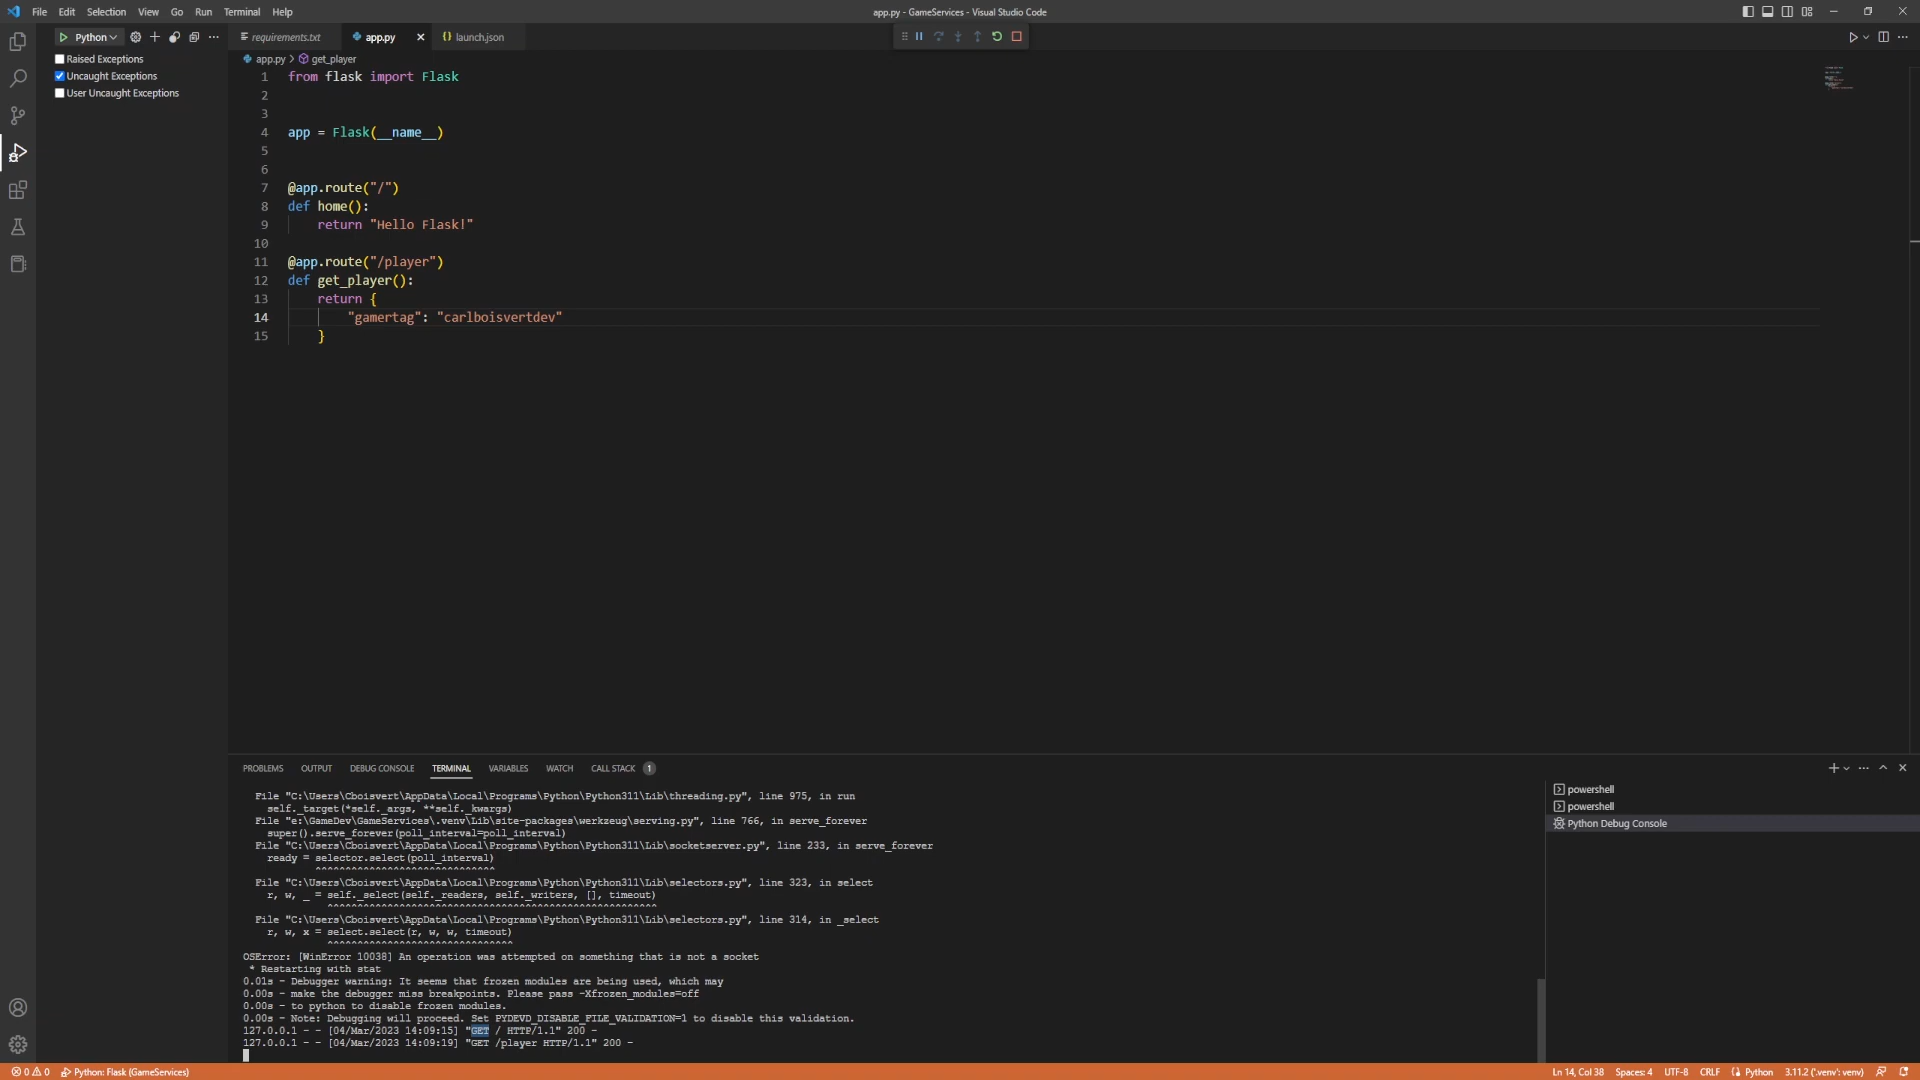 File Edit Selection View Go Run Terminal Help
app.py - GameServices - Visual Studio Code
Python
requirements.txt
app.py
launch.json
Raised Exceptions
Uncaught Exceptions
User Uncaught Exceptions
app.py > get_player
1 from flask import Flask
2
3
4 app = Flask(__name__)
5
6
7 @app.route("/")
8 def home():
9 return "Hello Flask!"
10
11 @app.route("/player")
12 def get_player():
13 return {
14 "gamertag": "carlboisvertdev"
15 }
PROBLEMS OUTPUT DEBUG CONSOLE TERMINAL VARIABLES WATCH CALL STACK 1
File "C:\Users\Cboisvert\AppData\Local\Programs\Python\Python311\Lib\threading.py", line 975, in run
self._target(*self._args, **self._kwargs)
File "e:\GameDev\GameServices\.venv\Lib\site-packages\werkzeug\serving.py", line 766, in serve_forever
super().serve_forever(poll_interval=poll_interval)
File "C:\Users\Cboisvert\AppData\Local\Programs\Python\Python311\Lib\socketserver.py", line 233, in serve_forever
ready = selector.select(poll_interval)
^^^^^^^^^^^^^^^^^^^^^^^^^^^^^^
File "C:\Users\Cboisvert\AppData\Local\Programs\Python\Python311\Lib\selectors.py", line 323, in select
r, w, _ = self._select(self._readers, self._writers, [], timeout)
^^^^^^^^^^^^^^^^^^^^^^^^^^^^^^^^^^^^^^^^^^^^^^^^^^^^^^^
File "C:\Users\Cboisvert\AppData\Local\Programs\Python\Python311\Lib\selectors.py", line 314, in _select
r, w, x = select.select(r, w, w, timeout)
^^^^^^^^^^^^^^^^^^^^^^^^^^^^^^^
OSError: [WinError 10038] An operation was attempted on something that is not a socket
* Restarting with stat
0.01s - Debugger warning: It seems that frozen modules are being used, which may
0.00s - make the debugger miss breakpoints. Please pass -Xfrozen_modules=off
0.00s - to python to disable frozen modules.
0.00s - Note: Debugging will proceed. Set PYDEVD_DISABLE_FILE_VALIDATION=1 to disable this validation.
127.0.0.1 - - [04/Mar/2023 14:09:15] "GET / HTTP/1.1" 200 -
127.0.0.1 - - [04/Mar/2023 14:09:19] "GET /player HTTP/1.1" 200 -
powershell
powershell
Python Debug Console
0 0 Python: Flask (GameServices)
Ln 14, Col 38 Spaces: 4 UTF-8 CRLF Python 3.11.2 ('.venv': venv)